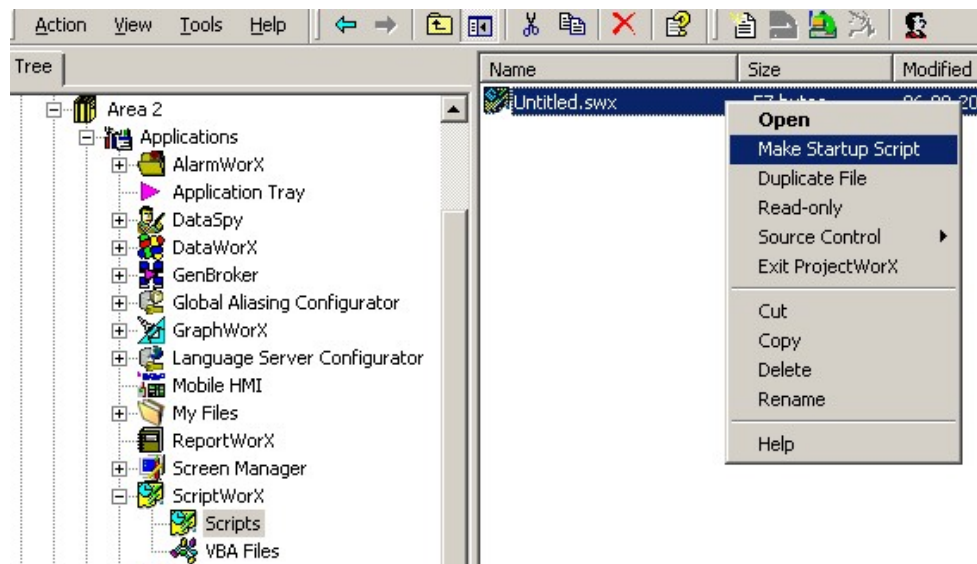 Action View Tools Help
Tree
Name Size Modified
Area 2
Applications
AlarmWorX
Application Tray
DataSpy
DataWorX
GenBroker
Global Aliasing Configurator
GraphWorX
Language Server Configurator
Mobile HMI
My Files
ReportWorX
Screen Manager
ScriptWorX
Scripts
VBA Files
Untitled.swx
Open
Make Startup Script
Duplicate File
Read-only
Source Control
Exit ProjectWorX
Cut
Copy
Delete
Rename
Help